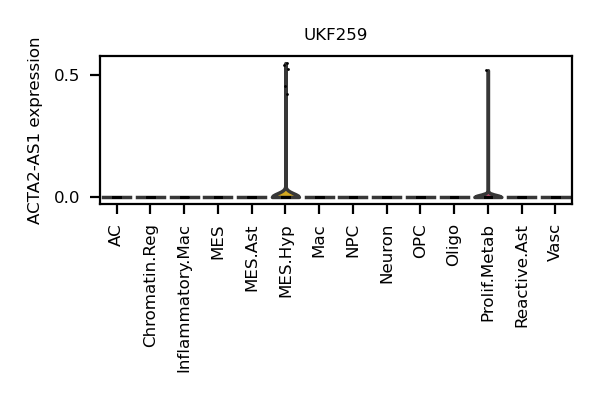 UKF259
ACTA2-AS1 expression
0.5
0.0
AC
Chromatin.Reg
Inflammatory.Mac
MES
MES.Ast
MES.Hyp
Mac
NPC
Neuron
OPC
Oligo
Prolif.Metab
Reactive.Ast
Vasc